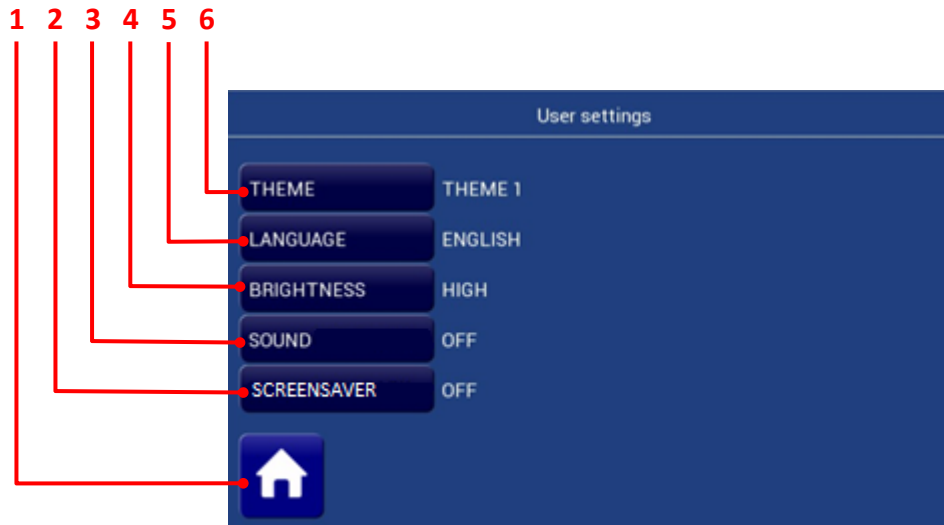 1 2 3 4 5 6
User settings
THEME THEME 1
LANGUAGE ENGLISH
BRIGHTNESS HIGH
SOUND OFF
SCREENSAVER OFF